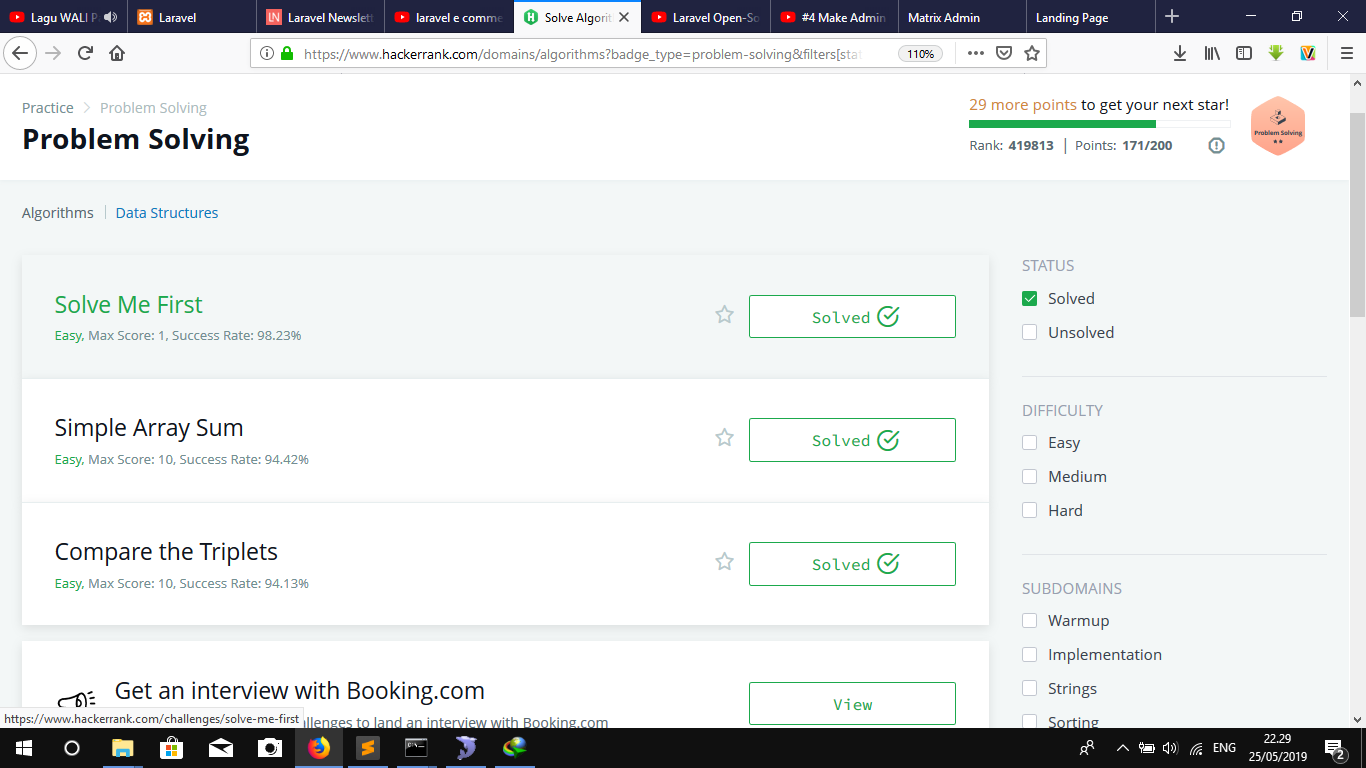 Lagu WALI P
Laravel
Laravel Newslett
laravel e comme
Solve Algorit
Laravel Open-So
#4 Make Admin
Matrix Admin
Landing Page
https://www.hackerrank.com/domains/algorithms?badge_type=problem-solving&filters[stat
110%
Practice
Problem Solving
Problem Solving
29 more points to get your next star!
Rank: 419813 | Points: 171/200
Problem Solving
Algorithms
Data Structures
Solve Me First
Easy, Max Score: 1, Success Rate: 98.23%
Solved
Simple Array Sum
Easy, Max Score: 10, Success Rate: 94.42%
Solved
Compare the Triplets
Easy, Max Score: 10, Success Rate: 94.13%
Solved
Get an interview with Booking.com
allenges to land an interview with Booking.com
View
STATUS
Solved
Unsolved
DIFFICULTY
Easy
Medium
Hard
SUBDOMAINS
Warmup
Implementation
Strings
Sorting
https://www.hackerrank.com/challenges/solve-me-first
ENG
22.29
25/05/2019
2